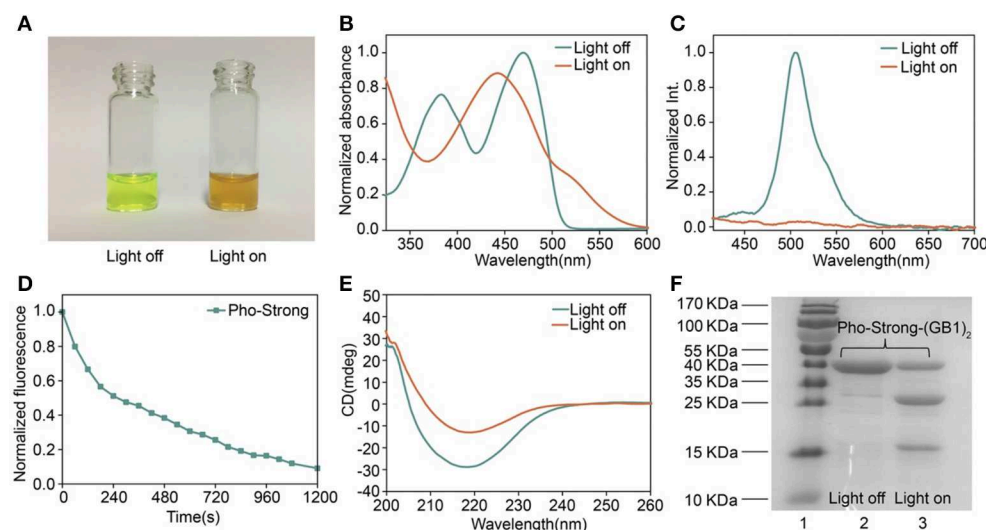 A
Light off
Light on
B
Normalized absorbance
1.0
0.8
0.6
0.4
0.2
0.0
350
400
450
500
550
600
Wavelength(nm)
Light off
Light on
C
Normalized Int.
1.0
0.8
0.6
0.4
0.2
0.0
450
500
550
600
650
700
Wavelength(nm)
Light off
Light on
D
Normalized fluorescence
1.0
0.8
0.6
0.4
0.2
0.0
0
240
480
720
960
1200
Time(s)
Pho-Strong
E
CD(mdeg)
50
40
30
20
10
0
-10
-20
-30
-40
-50
200
210
220
230
240
250
260
Wavelength(nm)
Light off
Light on
F
170 KDa
100 KDa
55 KDa
40 KDa
35 KDa
25 KDa
15 KDa
10 KDa
Pho-Strong-(GB1)₂
Light off
Light on
1
2
3